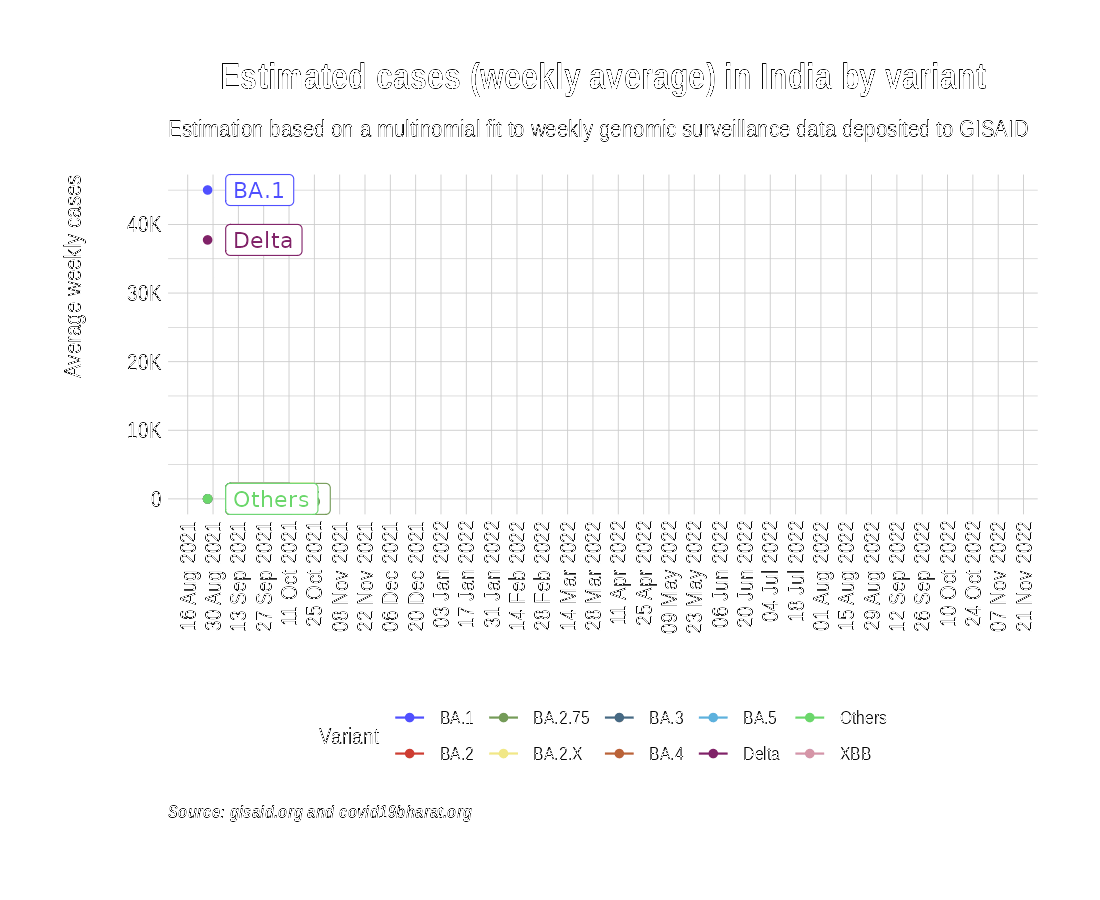 Estimated cases (weekly average) in India by variant
Estimation based on a multinomial fit to weekly genomic surveillance data deposited to GISAID
Average weekly cases
BA.1
Delta
40K
30K
20K
10K
0
Others
16 Aug 2021
30 Aug 2021
13 Sep 2021
27 Sep 2021
11 Oct 2021
25 Oct 2021
08 Nov 2021
22 Nov 2021
06 Dec 2021
20 Dec 2021
03 Jan 2022
17 Jan 2022
31 Jan 2022
14 Feb 2022
28 Feb 2022
14 Mar 2022
28 Mar 2022
11 Apr 2022
25 Apr 2022
09 May 2022
23 May 2022
06 Jun 2022
20 Jun 2022
04 Jul 2022
18 Jul 2022
01 Aug 2022
15 Aug 2022
29 Aug 2022
12 Sep 2022
26 Sep 2022
10 Oct 2022
24 Oct 2022
07 Nov 2022
21 Nov 2022
Variant
BA.1 BA.2.75 BA.3 BA.5 Others
BA.2 BA.2.X BA.4 Delta XBB
Source: gisaid.org and covid19bharat.org